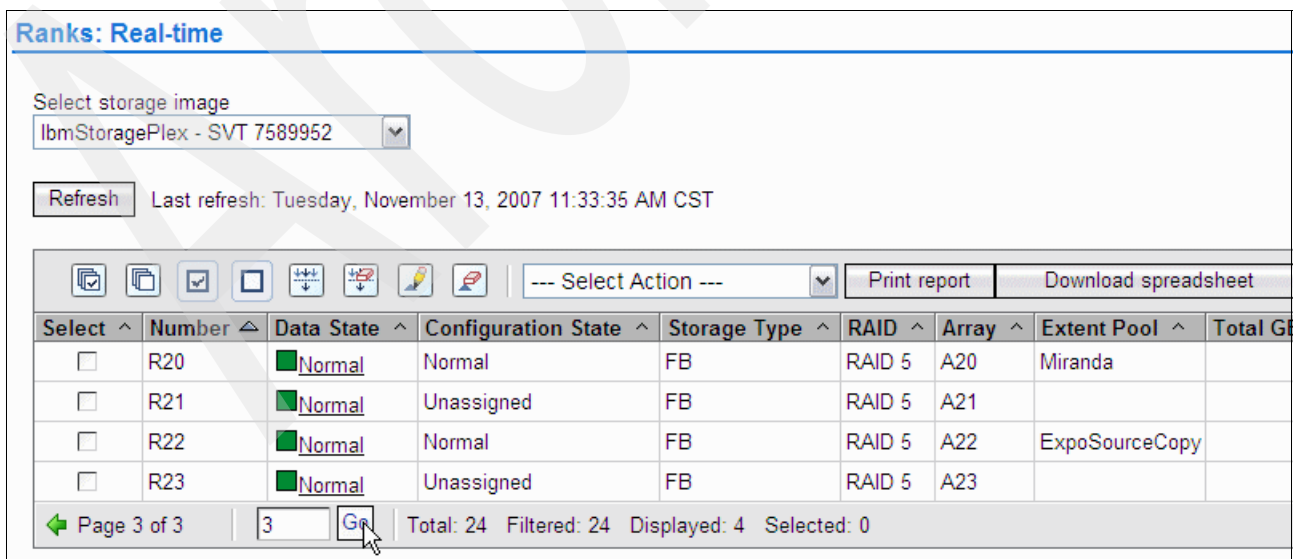 Ranks: Real-time
Select storage image
IbmStoragePlex - SVT 7589952
Refresh Last refresh: Tuesday, November 13, 2007 11:33:35 AM CST
--- Select Action --- Print report Download spreadsheet
Select ^ Number Data State ^ Configuration State ^ Storage Type ^ RAID ^ Array ^ Extent Pool ^ Total
R20 Normal Normal FB RAID 5 A20 Miranda
R21 Normal Unassigned FB RAID 5 A21
R22 Normal Normal FB RAID 5 A22 ExpoSourceCopy
R23 Normal Unassigned FB RAID 5 A23
Page 3 of 3 3 Go Total: 24 Filtered: 24 Displayed: 4 Selected: 0